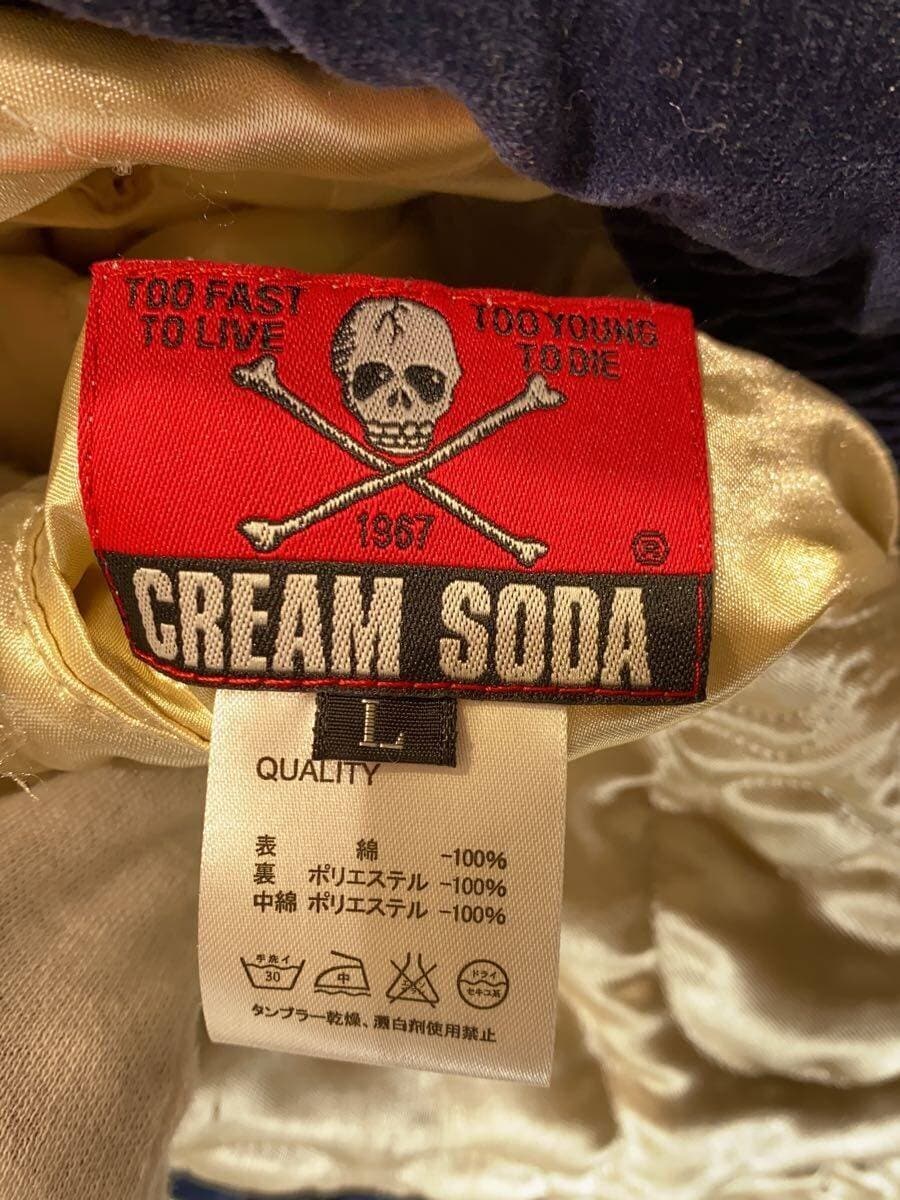 TOO FAST
TO LIVE
TOO YOUNG
TO DIE
1967
R
CREAM SODA
L
QUALITY
表 綿 -100%
裏 ポリエステル -100%
中綿 ポリエステル -100%
手洗イ
30
中
ドライ
セキユ系
タンブラー乾燥、漂白剤使用禁止